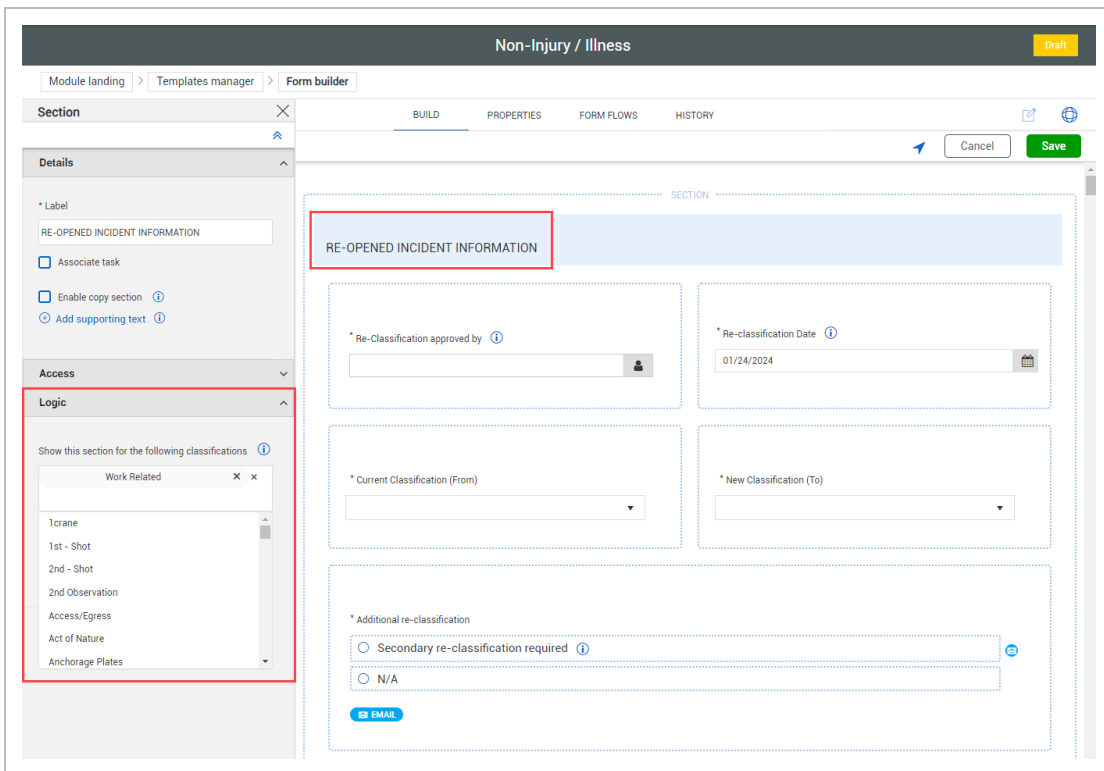 Non-Injury / Illness
Draft
Module landing > Templates manager > Form builder
Section
BUILD PROPERTIES FORM FLOWS HISTORY
Cancel Save
Details
* Label
RE-OPENED INCIDENT INFORMATION
Associate task
Enable copy section
Add supporting text
Access
Logic
Show this section for the following classifications
Work Related
1crane
1st - Shot
2nd - Shot
2nd Observation
Access/Egress
Act of Nature
Anchorage Plates
SECTION
RE-OPENED INCIDENT INFORMATION
* Re-Classification approved by
* Re-classification Date
01/24/2024
* Current Classification (From)
* New Classification (To)
* Additional re-classification
Secondary re-classification required
N/A
EMAIL